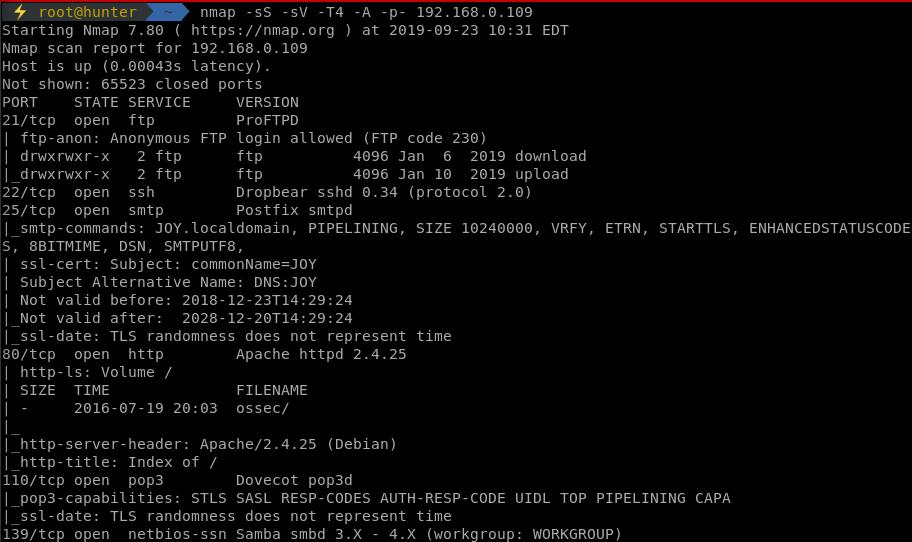 ⚡ root@hunter ~ nmap -sS -sV -T4 -A -p- 192.168.0.109
Starting Nmap 7.80 ( https://nmap.org ) at 2019-09-23 10:31 EDT
Nmap scan report for 192.168.0.109
Host is up (0.00043s latency).
Not shown: 65523 closed ports
PORT    STATE SERVICE     VERSION
21/tcp  open  ftp         ProFTPD
| ftp-anon: Anonymous FTP login allowed (FTP code 230)
| drwxrwxr-x   2 ftp      ftp          4096 Jan  6  2019 download
|_drwxrwxr-x   2 ftp      ftp          4096 Jan 10  2019 upload
22/tcp  open  ssh         Dropbear sshd 0.34 (protocol 2.0)
25/tcp  open  smtp        Postfix smtpd
|_smtp-commands: JOY.localdomain, PIPELINING, SIZE 10240000, VRFY, ETRN, STARTTLS, ENHANCEDSTATUSCODE
S, 8BITMIME, DSN, SMTPUTF8,
| ssl-cert: Subject: commonName=JOY
| Subject Alternative Name: DNS:JOY
| Not valid before: 2018-12-23T14:29:24
|_Not valid after:  2028-12-20T14:29:24
|_ssl-date: TLS randomness does not represent time
80/tcp  open  http        Apache httpd 2.4.25
| http-ls: Volume /
| SIZE  TIME              FILENAME
| -     2016-07-19 20:03  ossec/
|_
|_http-server-header: Apache/2.4.25 (Debian)
|_http-title: Index of /
110/tcp open  pop3        Dovecot pop3d
|_pop3-capabilities: STLS SASL RESP-CODES AUTH-RESP-CODE UIDL TOP PIPELINING CAPA
|_ssl-date: TLS randomness does not represent time
139/tcp open  netbios-ssn Samba smbd 3.X - 4.X (workgroup: WORKGROUP)